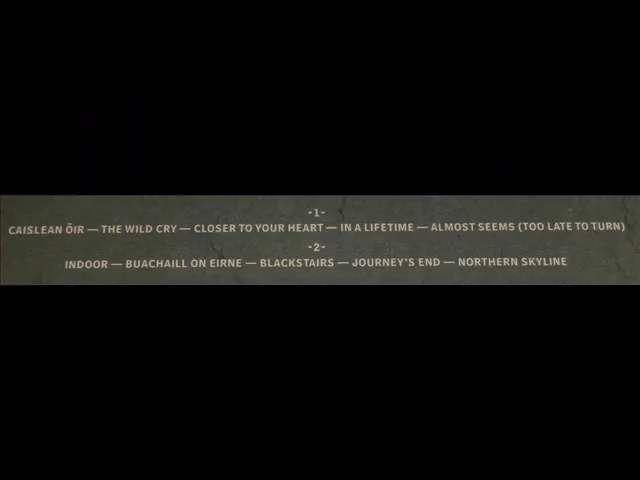 -1-
CAISLEAN ÕIR — THE WILD CRY — CLOSER TO YOUR HEART — IN A LIFETIME — ALMOST SEEMS (TOO LATE TO TURN)
-2-
INDOOR — BUACHAILL ON EIRNE — BLACKSTAIRS — JOURNEY'S END — NORTHERN SKYLINE